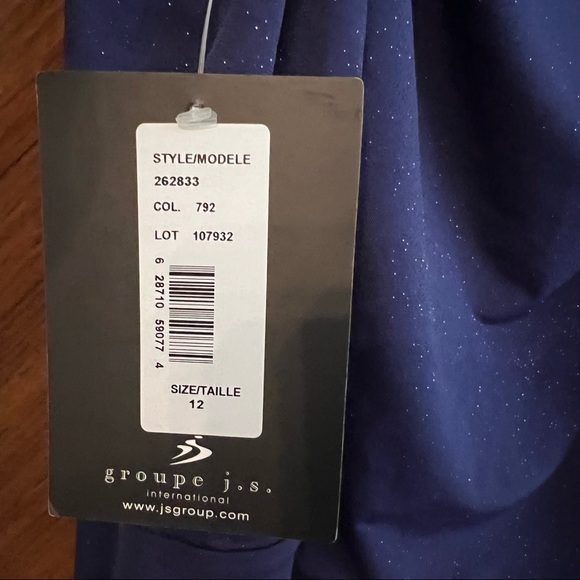 STYLE/MODELE
262833
COL. 792
LOT 107932
6 28710 59077 4
SIZE/TAILLE
12
groupe j.s.
international
www.jsgroup.com